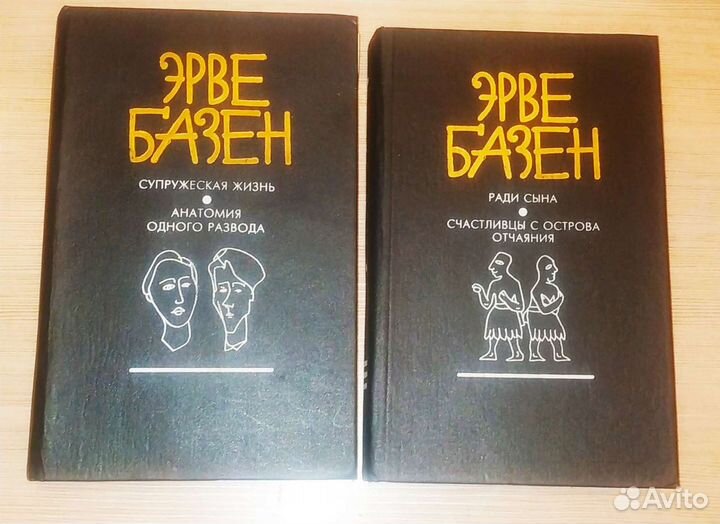 ЭРВЕ
БАЗЕН
СУПРУЖЕСКАЯ ЖИЗНЬ
АНАТОМИЯ
ОДНОГО РАЗВОДА
ЭРВЕ
БАЗЕН
РАДИ СЫНА
СЧАСТЛИВЦЫ С ОСТРОВА
ОТЧАЯНИЯ
Avito